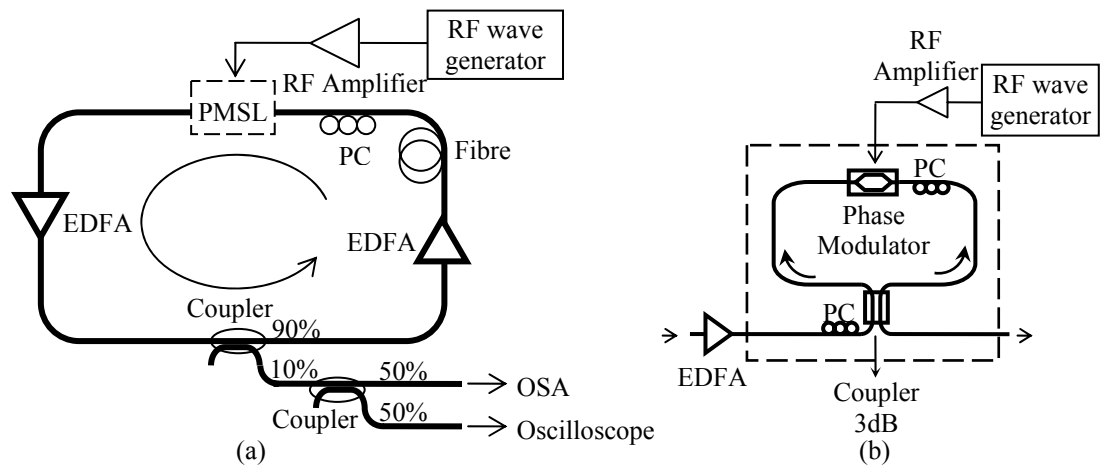 RF wave
generator
RF Amplifier
PMSL
PC
Fibre
EDFA
EDFA
Coupler
90%
10%
50%
OSA
Coupler
50%
Oscilloscope
(a)
RF
Amplifier
RF wave
generator
PC
Phase
Modulator
PC
EDFA
Coupler
3dB
(b)